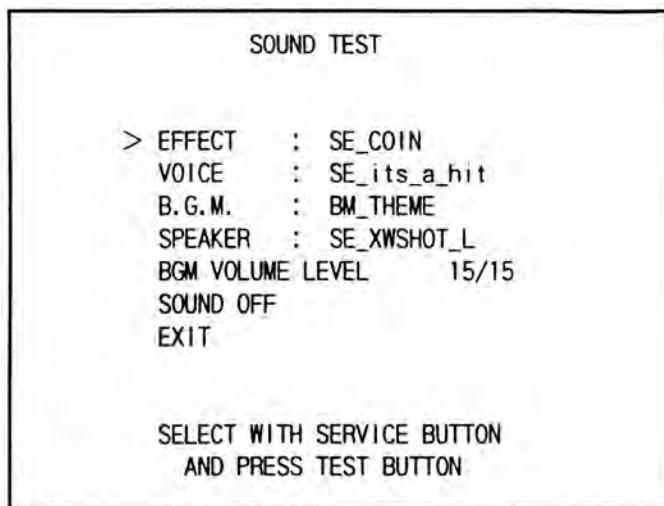 SOUND TEST
> EFFECT : SE_COIN
VOICE : SE_its_a_hit
B.G.M. : BM_THEME
SPEAKER : SE_XWSHOT_L
BGM VOLUME LEVEL 15/15
SOUND OFF
EXIT
SELECT WITH SERVICE BUTTON
AND PRESS TEST BUTTON